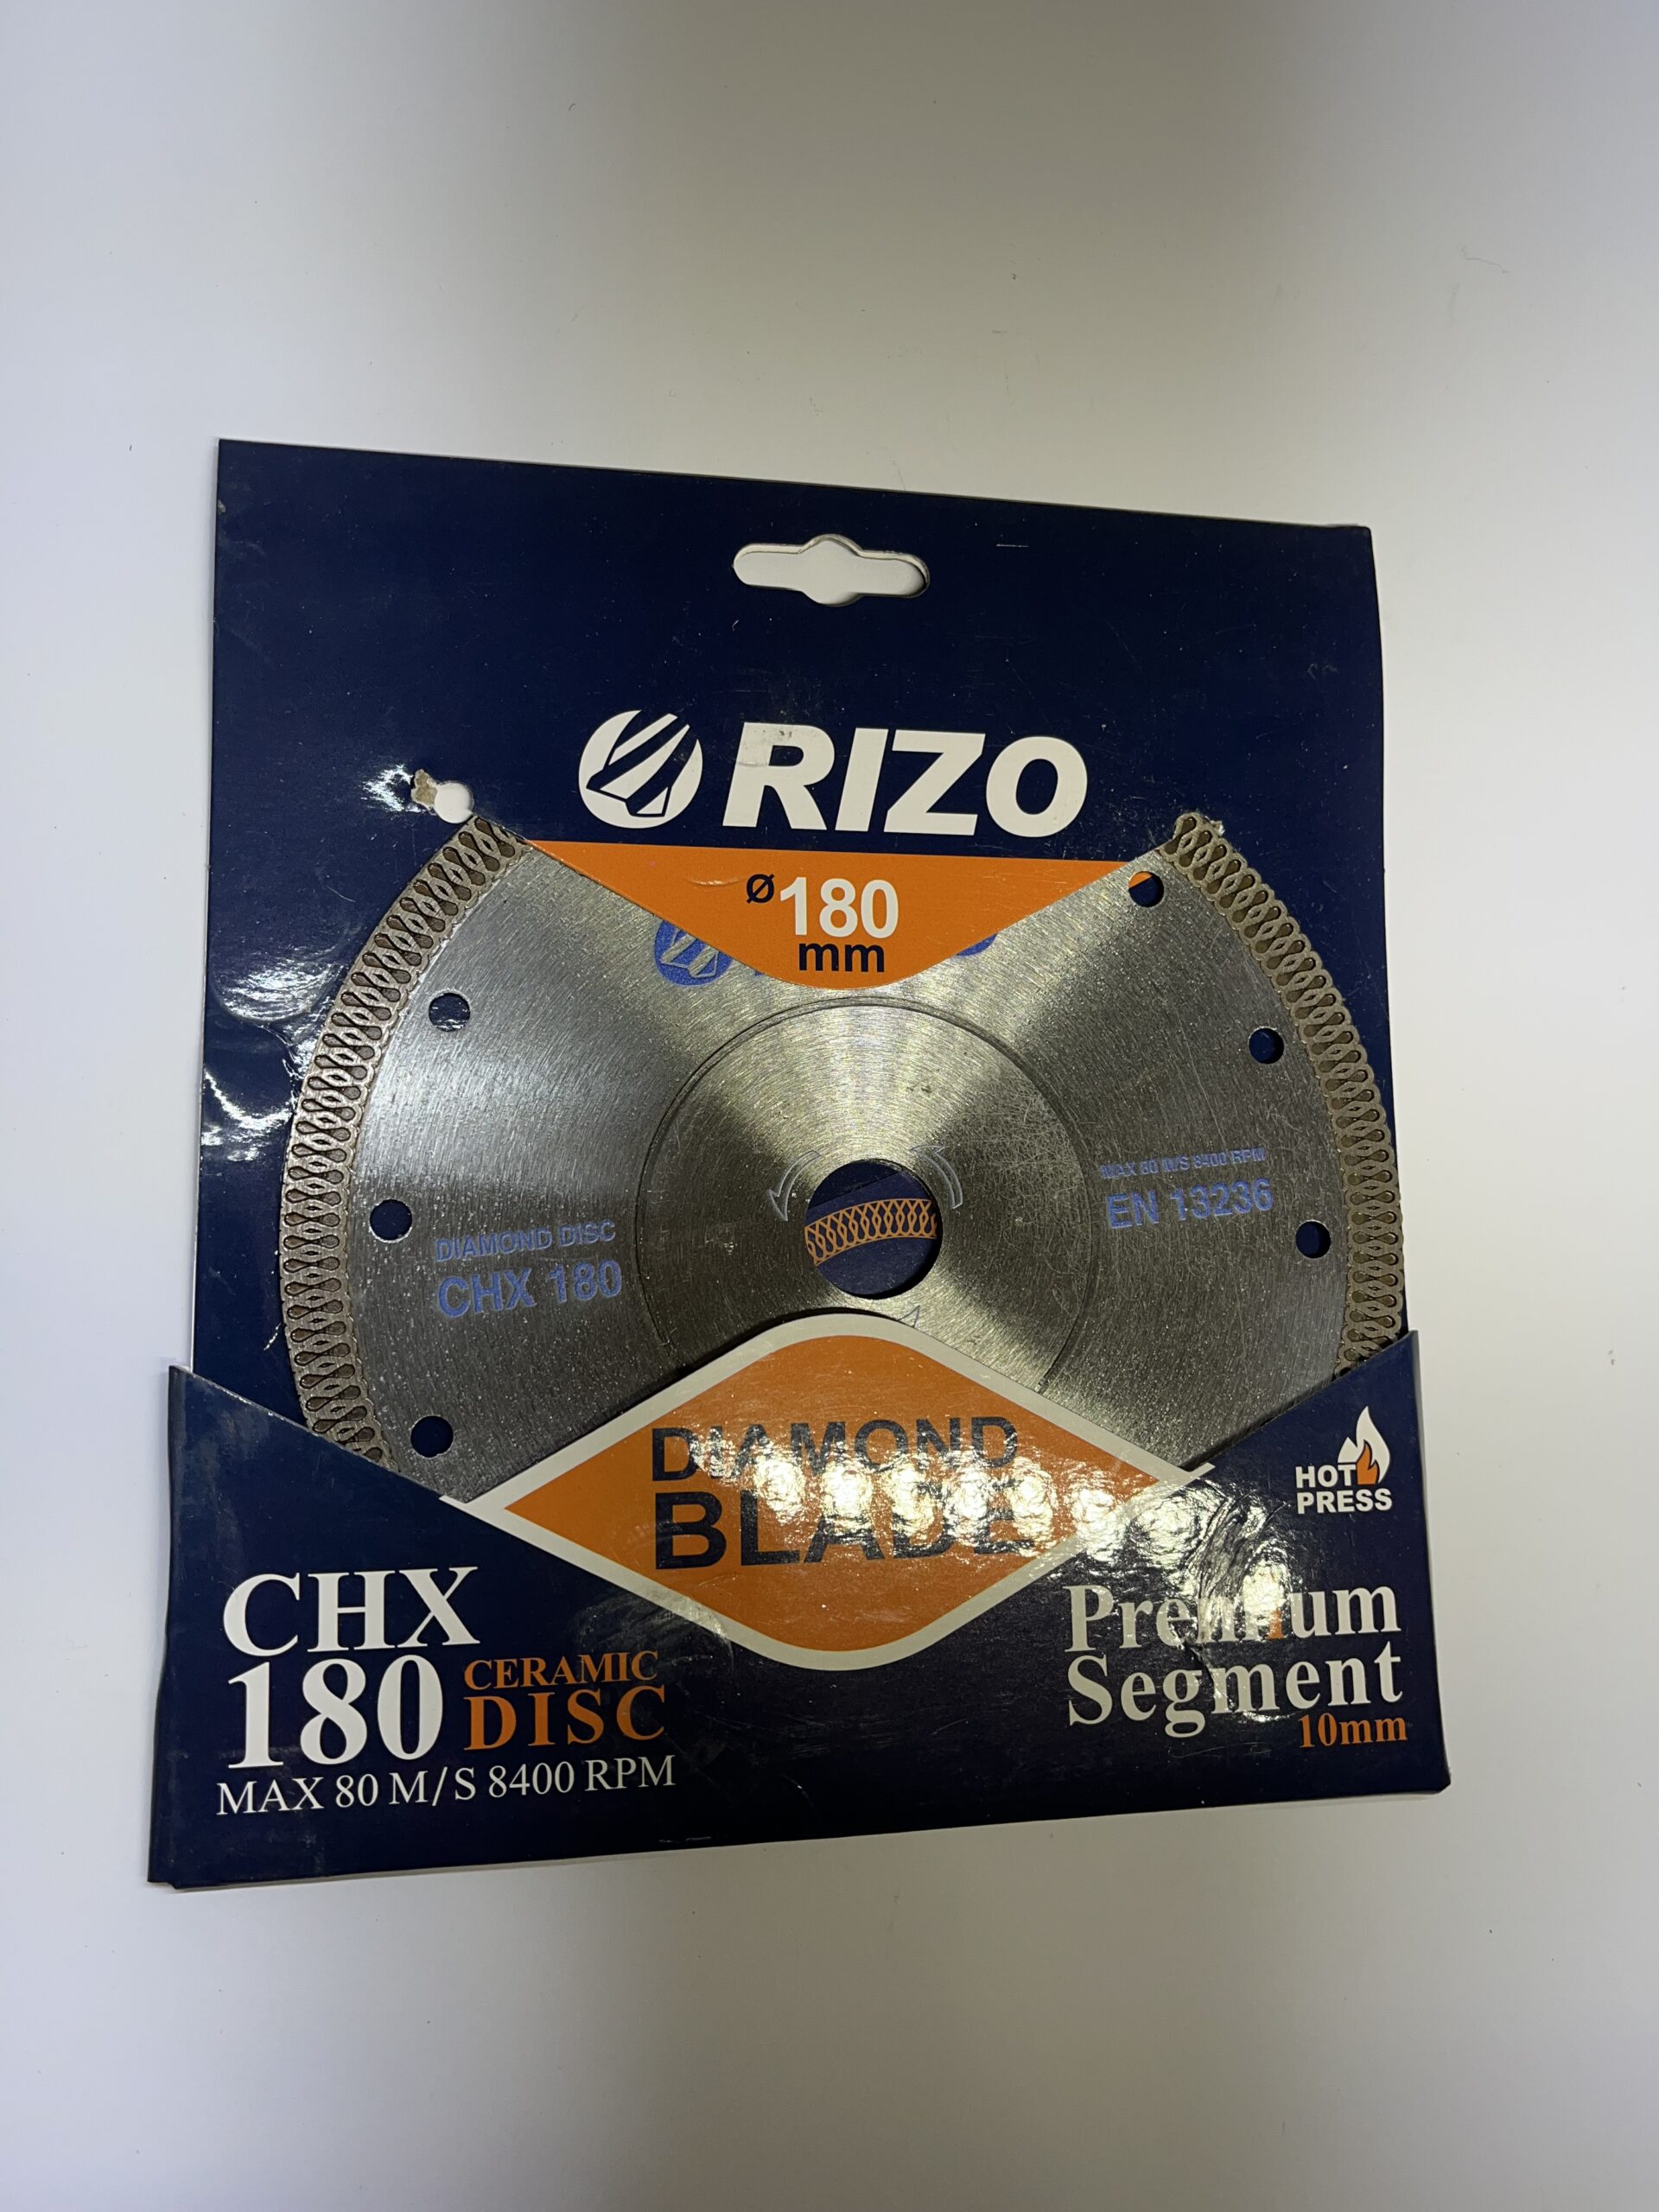 RIZO
Ø180
mm
MAX 80 M/S 8400 RPM
EN 13236
DIAMOND DISC
CHX 180
DIAMOND
BLADE
HOT
PRESS
CHX
180 CERAMIC
DISC
MAX 80 M/S 8400 RPM
Premium
Segment
10mm